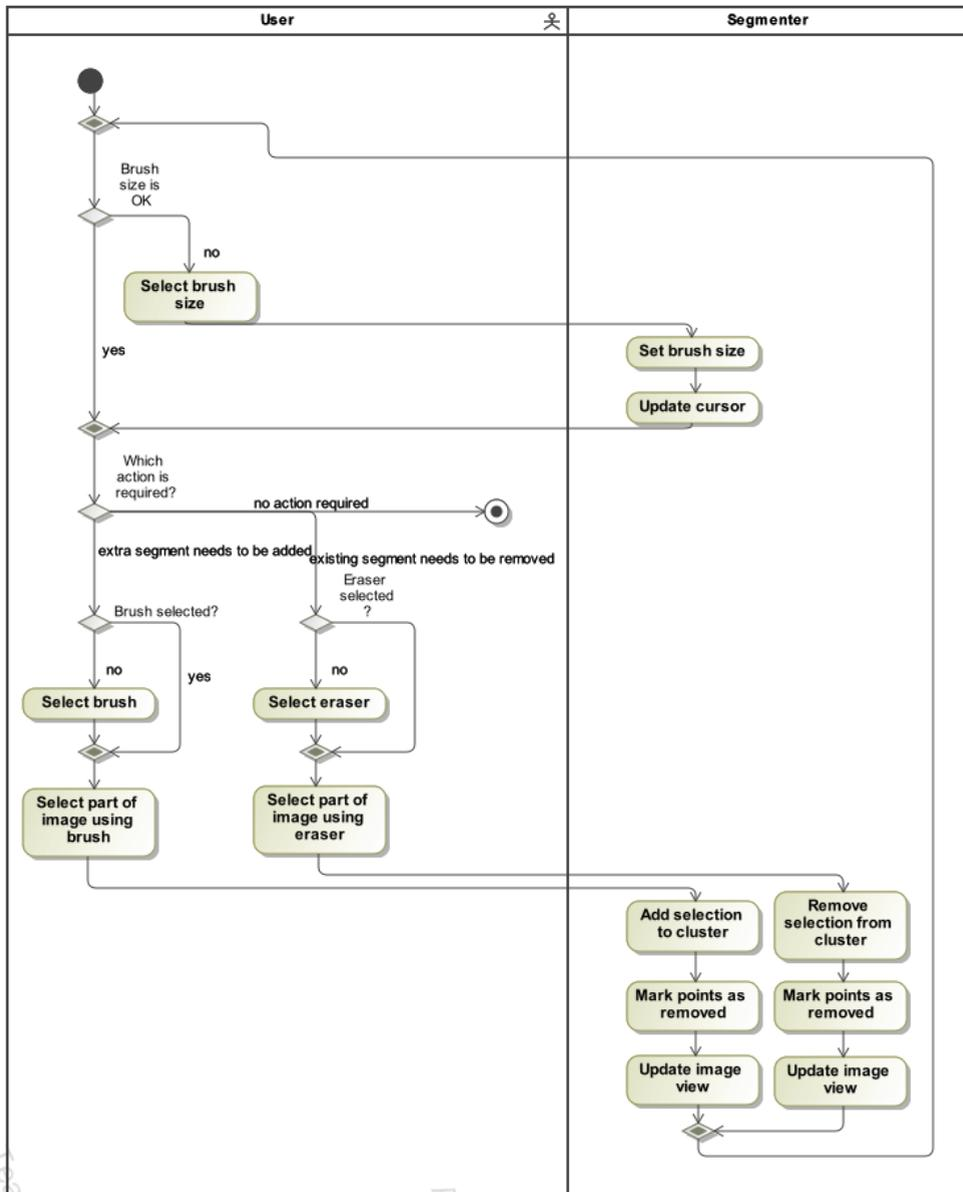 User
Segmenter
Brush
size is
OK
no
Select brush
size
yes
Set brush size
Update cursor
Which
action is
required?
no action required
extra segment needs to be added
existing segment needs to be removed
Eraser
selected
?
Brush selected?
no
yes
no
Select brush
Select eraser
Select part of
image using
brush
Select part of
image using
eraser
Add selection
to cluster
Remove
selection from
cluster
Mark points as
removed
Mark points as
removed
Update image
view
Update image
view